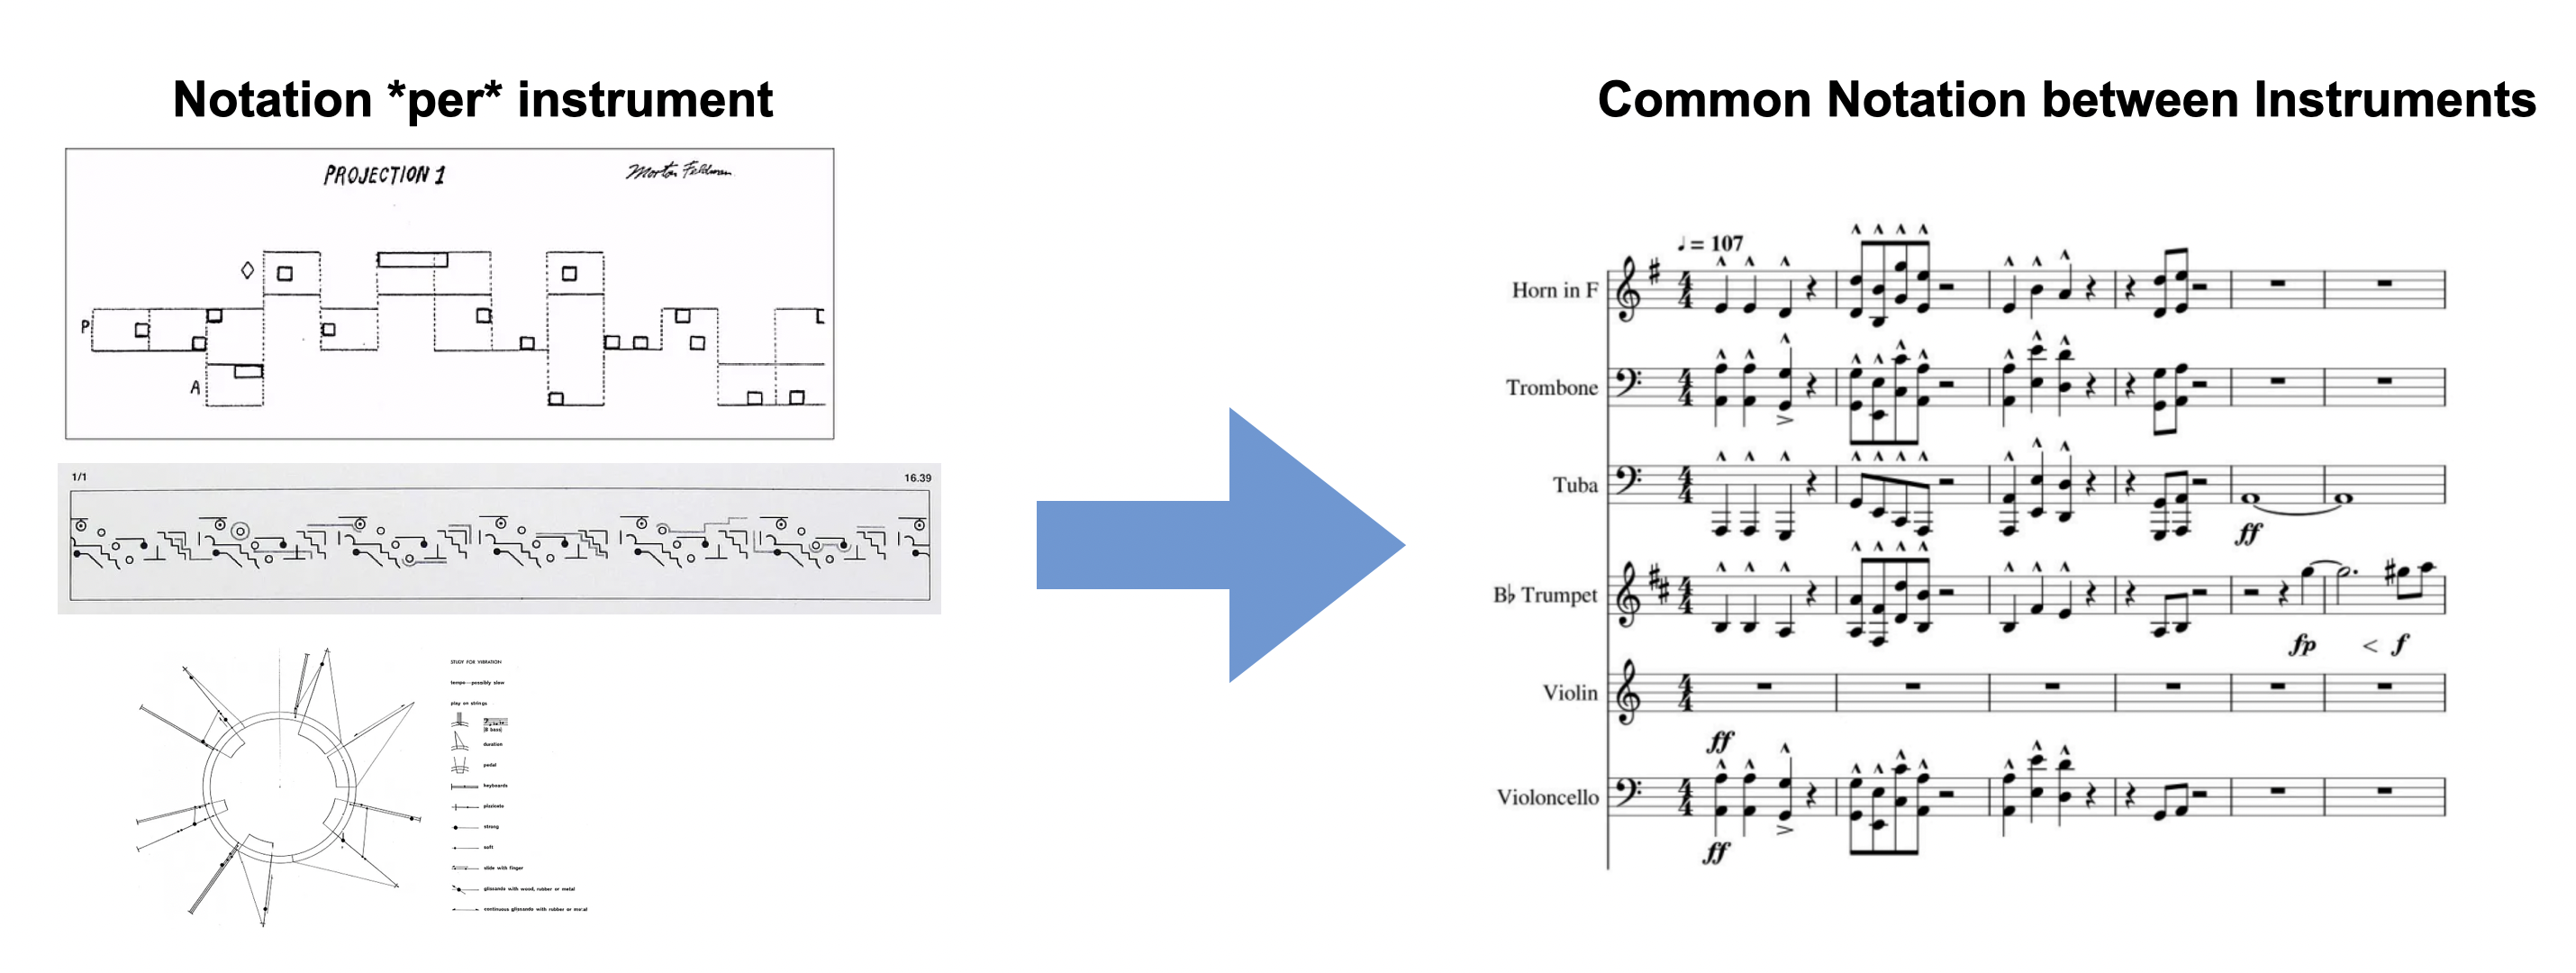 Notation *per* instrument
PROJECTION 1
Morton Feldman
P
A
1/1
16.39
STUDY FOR VIBRATION
tempo—possibly slow
play on strings
[B bass]
duration
pedal
keyboards
pizzicato
strong
soft
slide with finger
glissando with wood, rubber or metal
continuous glissando with rubber or metal
Common Notation between Instruments
♩ = 107
Horn in F
Trombone
Tuba
ff
B♭ Trumpet
fp < f
Violin
ff
Violoncello
ff